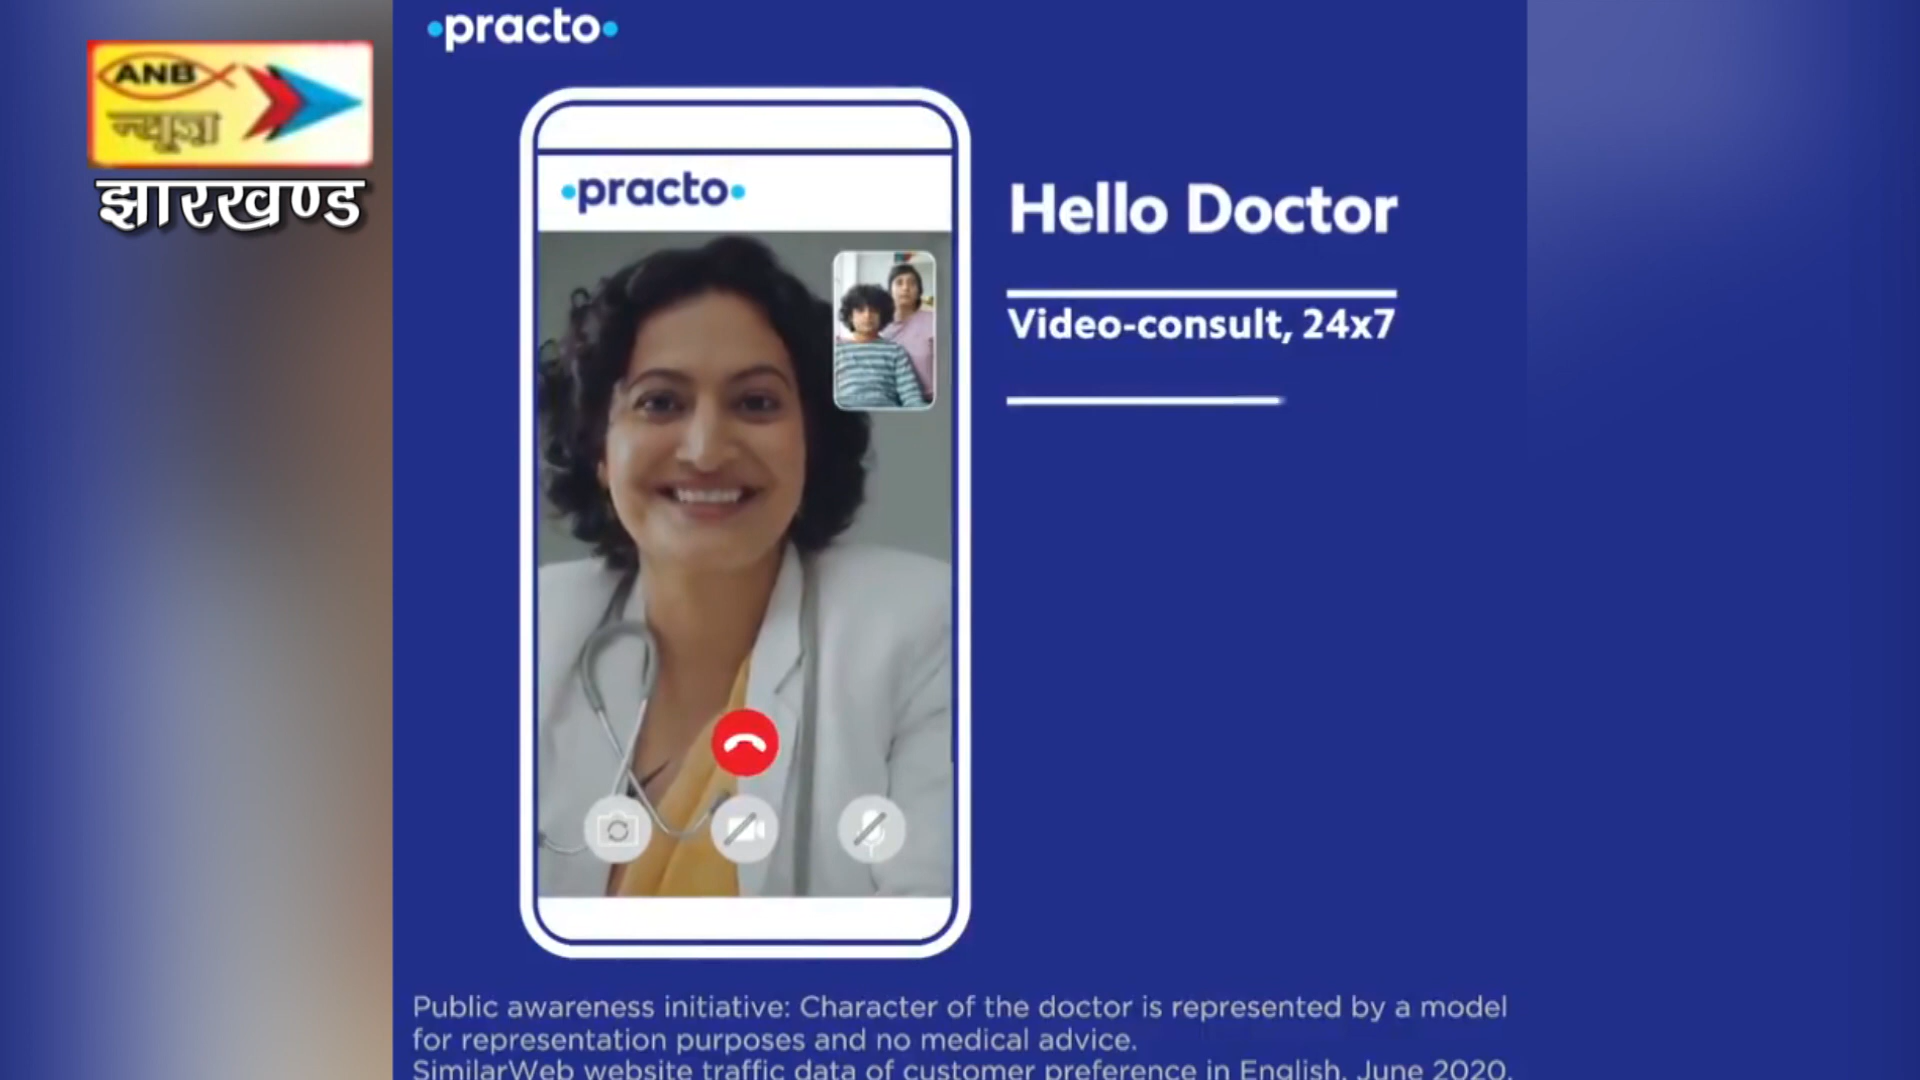 practo
ANB
न्यूज़
झारखण्ड
practo
Hello Doctor
Video-consult, 24x7
Public awareness initiative: Character of the doctor is represented by a model
for representation purposes and no medical advice.
SimilarWeb website traffic data of customer preference in English, June 2020.